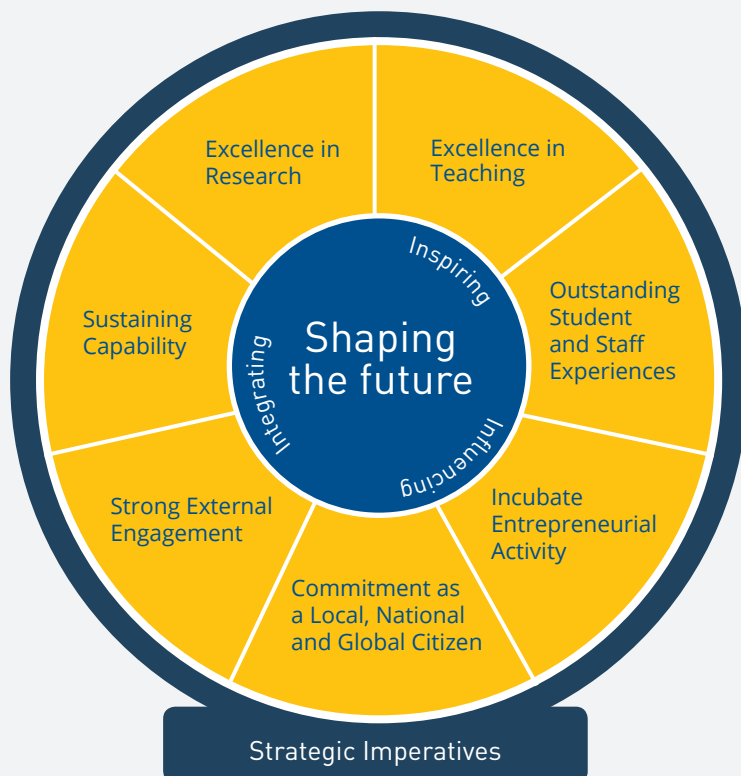 Excellence in
Research
Excellence in
Teaching
Inspiring
Outstanding
Student
and Staff
Experiences
Sustaining
Capability
Shaping
the future
Integrating
Influencing
Strong External
Engagement
Incubate
Entrepreneurial
Activity
Commitment as
a Local, National
and Global Citizen
Strategic Imperatives